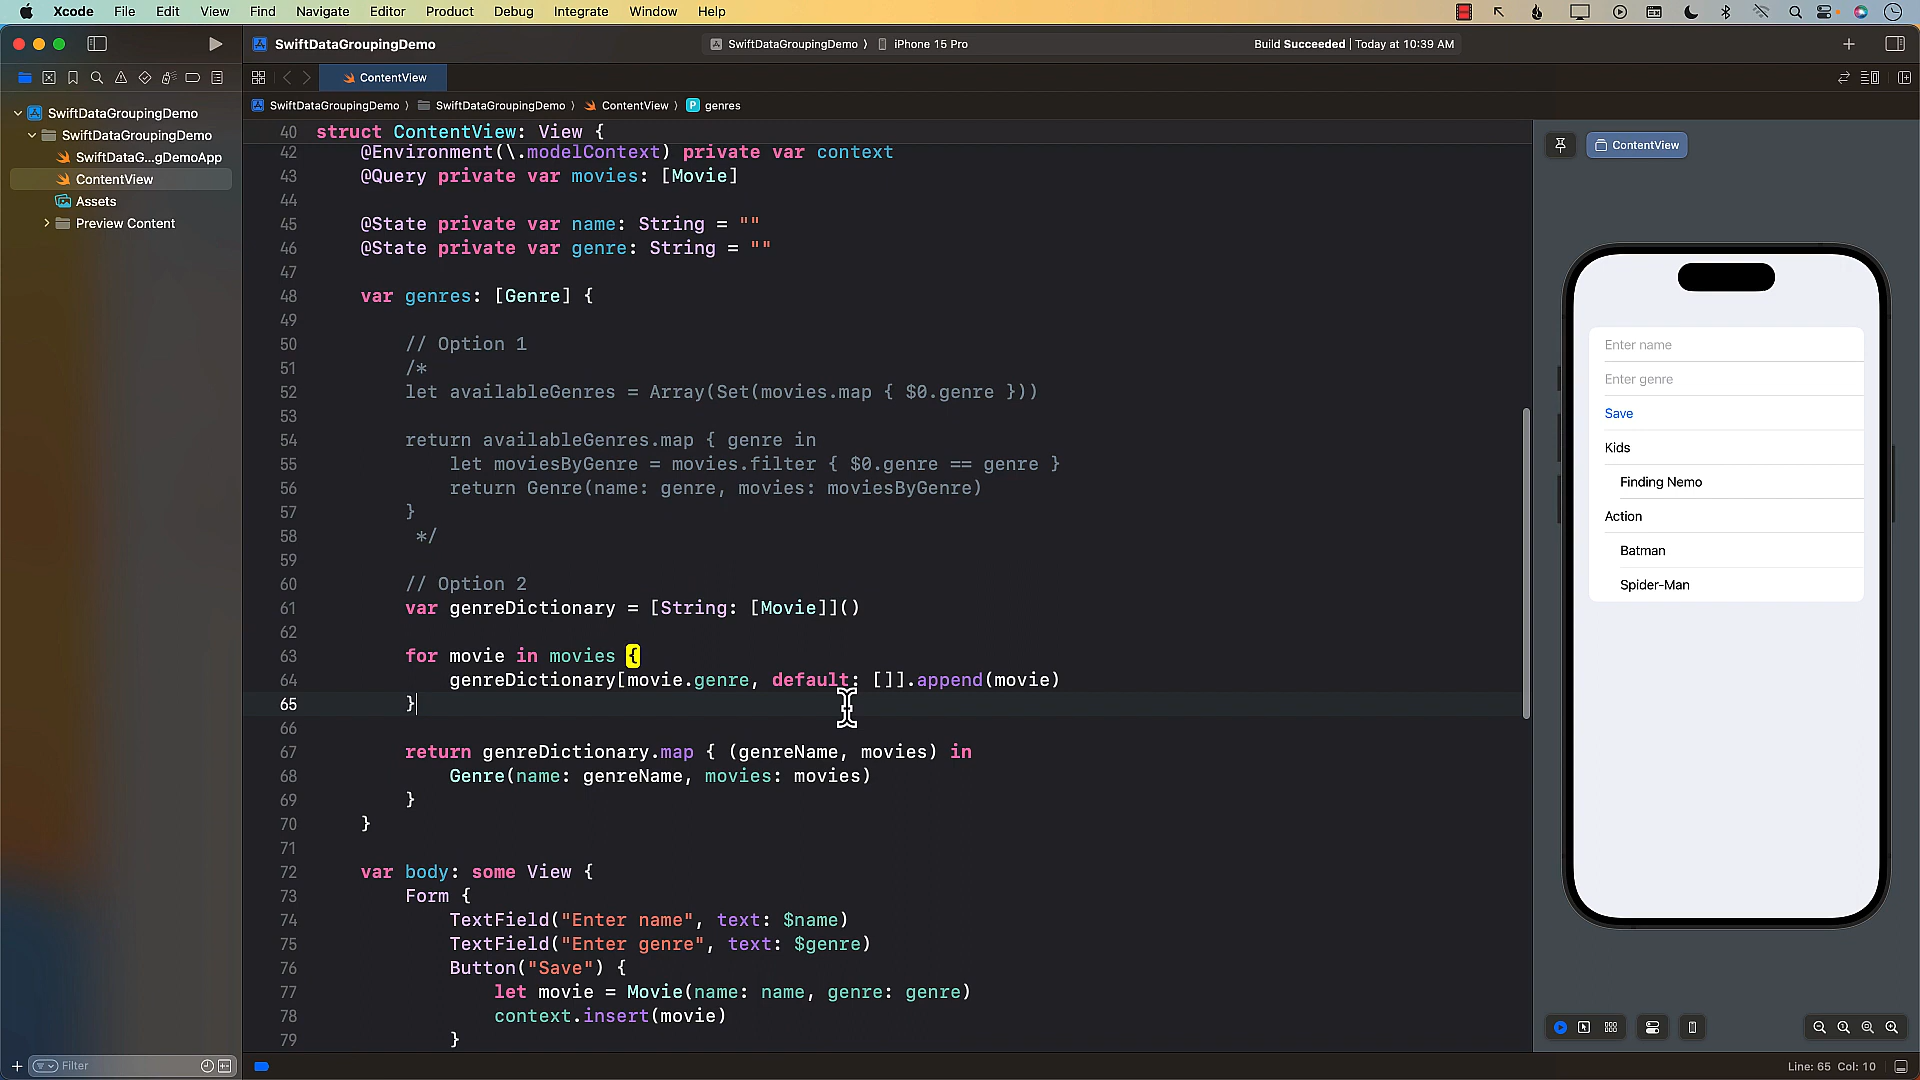 Xcode File Edit View Find Navigate Editor Product Debug Integrate Window Help
SwiftDataGroupingDemo
SwiftDataGroupingDemo ⟩ iPhone 15 Pro
Build Succeeded | Today at 10:39 AM
ContentView
SwiftDataGroupingDemo ⟩ SwiftDataGroupingDemo ⟩ ContentView ⟩ P genres
SwiftDataGroupingDemo
SwiftDataGroupingDemo
SwiftDataG...gDemoApp
ContentView
Assets
Preview Content
40 struct ContentView: View {
42 @Environment(\.modelContext) private var context
43 @Query private var movies: [Movie]
44
45 @State private var name: String = ""
46 @State private var genre: String = ""
47
48 var genres: [Genre] {
49
50 // Option 1
51 /*
52 let availableGenres = Array(Set(movies.map { $0.genre }))
53
54 return availableGenres.map { genre in
55 let moviesByGenre = movies.filter { $0.genre == genre }
56 return Genre(name: genre, movies: moviesByGenre)
57 }
58 */
59
60 // Option 2
61 var genreDictionary = [String: [Movie]]()
62
63 for movie in movies {
64 genreDictionary[movie.genre, default: []].append(movie)
65 }
66
67 return genreDictionary.map { (genreName, movies) in
68 Genre(name: genreName, movies: movies)
69 }
70 }
71
72 var body: some View {
73 Form {
74 TextField("Enter name", text: $name)
75 TextField("Enter genre", text: $genre)
76 Button("Save") {
77 let movie = Movie(name: name, genre: genre)
78 context.insert(movie)
79 }
ContentView
Enter name
Enter genre
Save
Kids
Finding Nemo
Action
Batman
Spider-Man
Filter
Line: 65 Col: 10